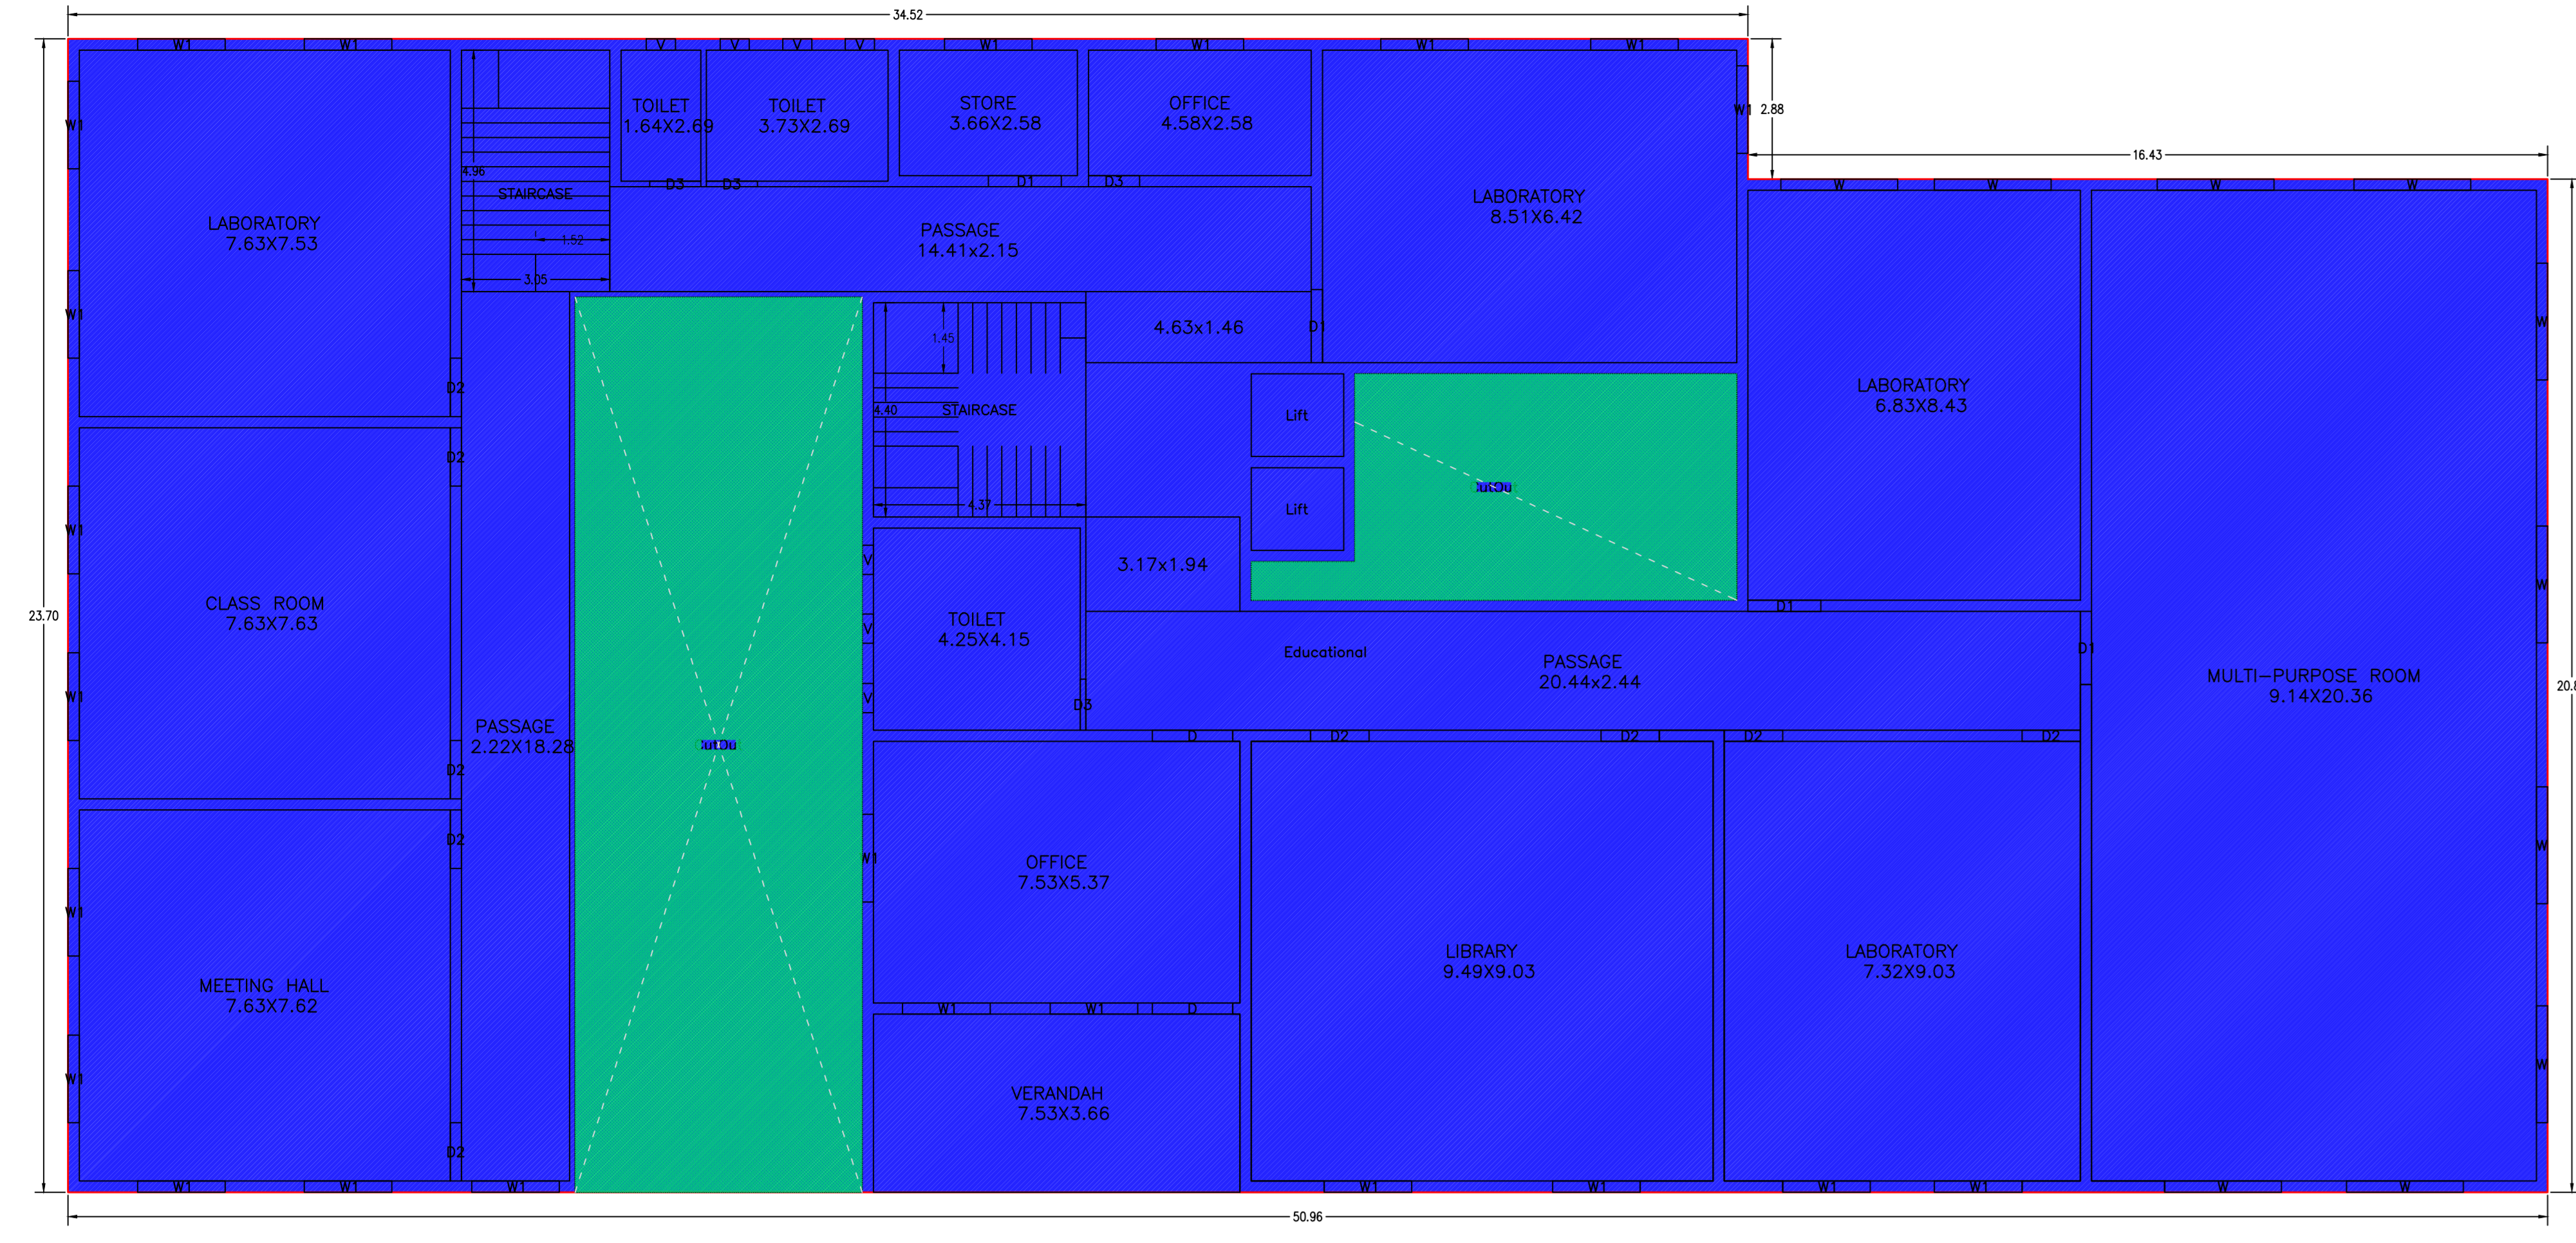 34.52
W1
W1
V
V
V
V
W1
W1
W1
W1
TOILET
1.64X2.69
TOILET
3.73X2.69
STORE
3.66X2.58
OFFICE
4.58X2.58
W1
2.88
W1
16.43
4.96
STAIRCASE
D3
D3
D1
D3
W
W
W
W
LABORATORY
7.63X7.53
LABORATORY
8.51X6.42
PASSAGE
14.41x2.15
1.52
3.05
W1
4.63x1.46
D1
W
1.45
D2
LABORATORY
6.83X8.43
4.40
STAIRCASE
Lift
D2
4.37
Lift
W1
V
3.17x1.94
W
CLASS ROOM
7.63X7.63
23.70
TOILET
4.25X4.15
V
D1
Educational
PASSAGE
20.44x2.44
D1
MULTI-PURPOSE ROOM
9.14X20.36
W1
V
D3
PASSAGE
2.22X18.28
D
D2
D2
D2
D2
D2
D2
W1
OFFICE
7.53X5.37
W
W1
LIBRARY
9.49X9.03
LABORATORY
7.32X9.03
MEETING HALL
7.63X7.62
W1
W1
D
W1
W
VERANDAH
7.53X3.66
D2
W1
W1
W1
W1
W1
W1
W1
W
W
50.96